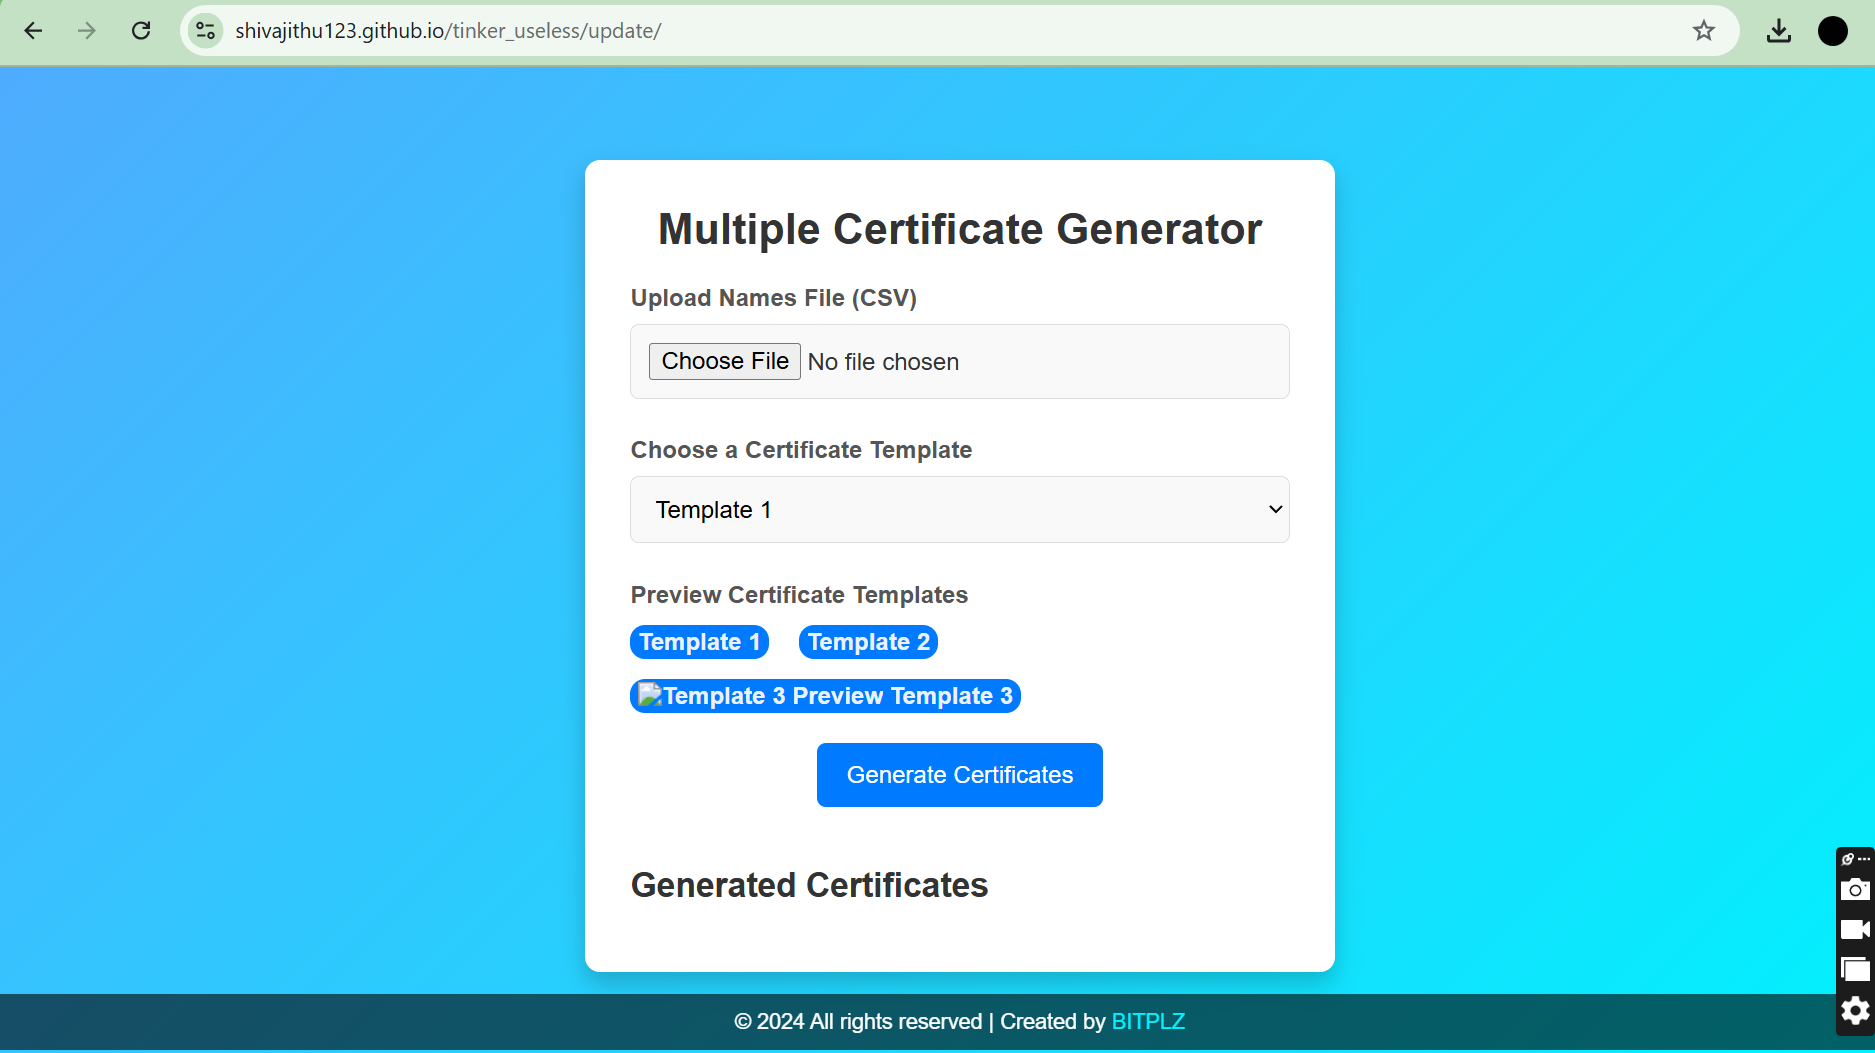 shivajithu123.github.io/tinker_useless/update/
Multiple Certificate Generator
Upload Names File (CSV)
Choose File No file chosen
Choose a Certificate Template
Template 1
Preview Certificate Templates
Template 1 Template 2
Template 3 Preview Template 3
Generate Certificates
Generated Certificates
© 2024 All rights reserved | Created by BITPLZ